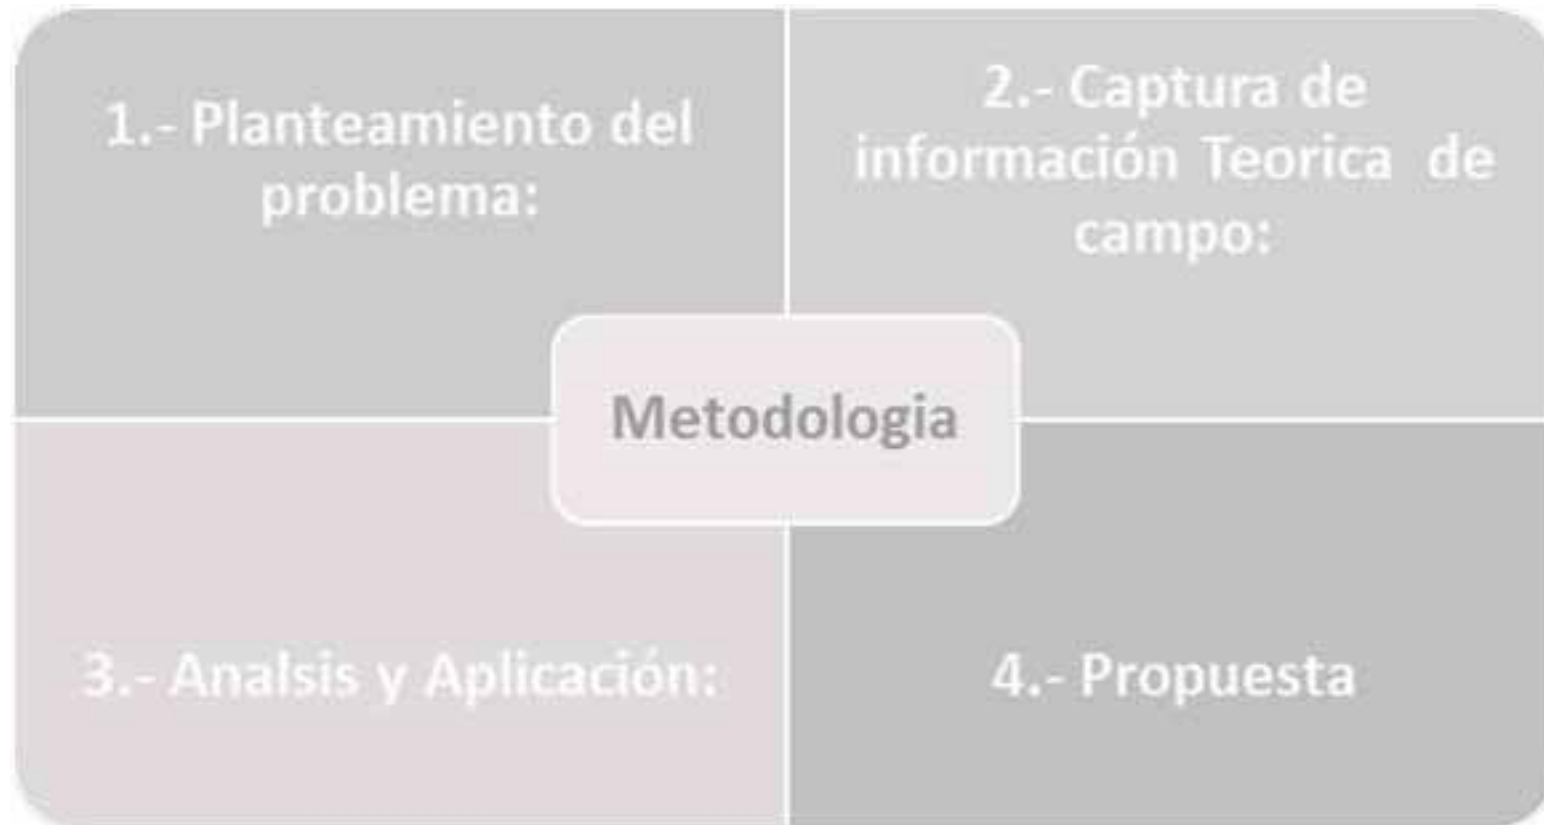 1.- Planteamiento del
problema:
2.- Captura de
información Teorica de
campo:
Metodologia
3.- Analsis y Aplicación:
4.- Propuesta